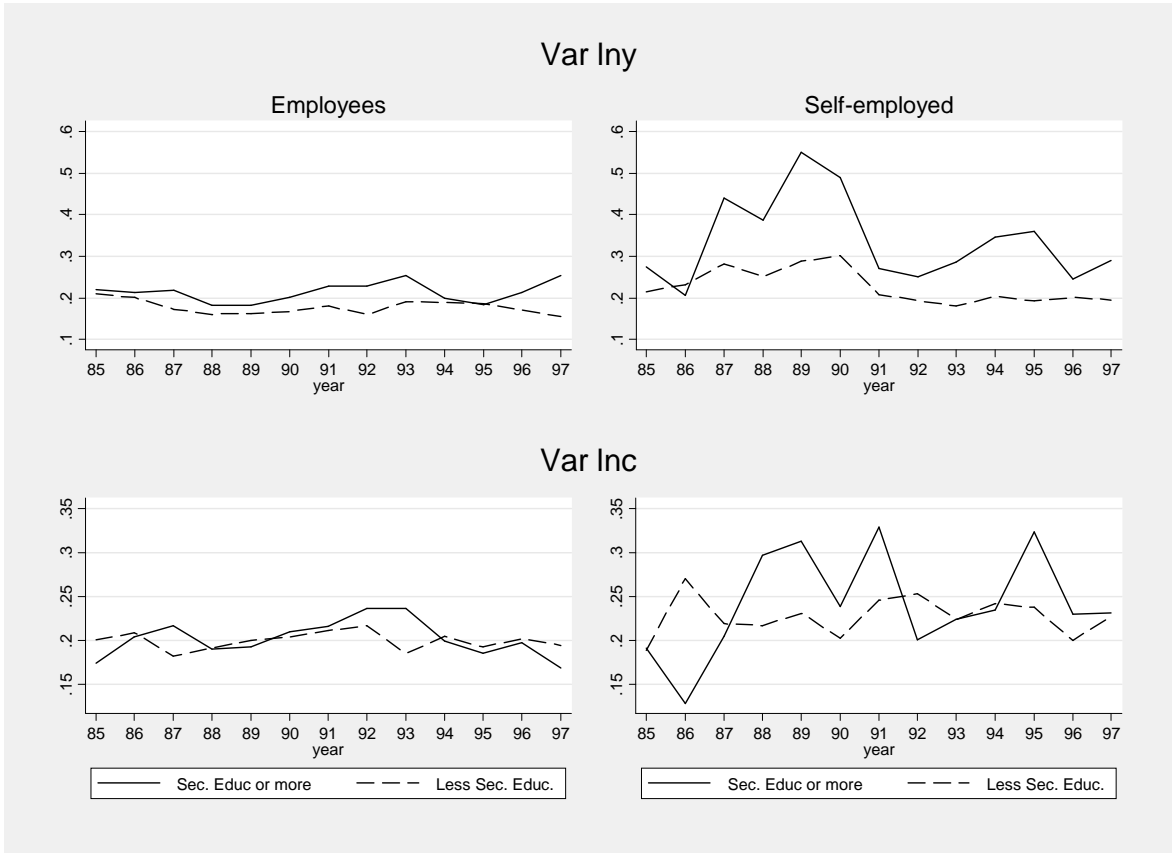 Var lny
Employees
Self-employed
.6
.5
.4
.3
.2
.1
85 86 87 88 89 90 91 92 93 94 95 96 97
year
.6
.5
.4
.3
.2
.1
85 86 87 88 89 90 91 92 93 94 95 96 97
year
Var lnc
.35
.3
.25
.2
.15
85 86 87 88 89 90 91 92 93 94 95 96 97
year
.35
.3
.25
.2
.15
85 86 87 88 89 90 91 92 93 94 95 96 97
year
Sec. Educ or more Less Sec. Educ.
Sec. Educ or more Less Sec. Educ.